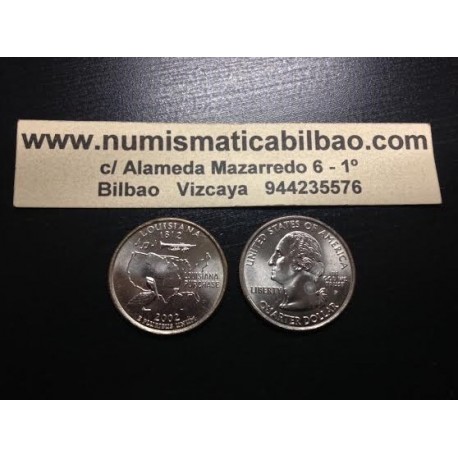 www.numismaticabilbao.com
c/ Alameda Mazarredo 6 - 1º
Bilbao Vizcaya 944235576
LOUISIANA
1812
LOUISIANA
PURCHASE
2002
E PLURIBUS UNUM
UNITED STATES OF AMERICA
LIBERTY
IN
GOD WE
TRUST
QUARTER DOLLAR